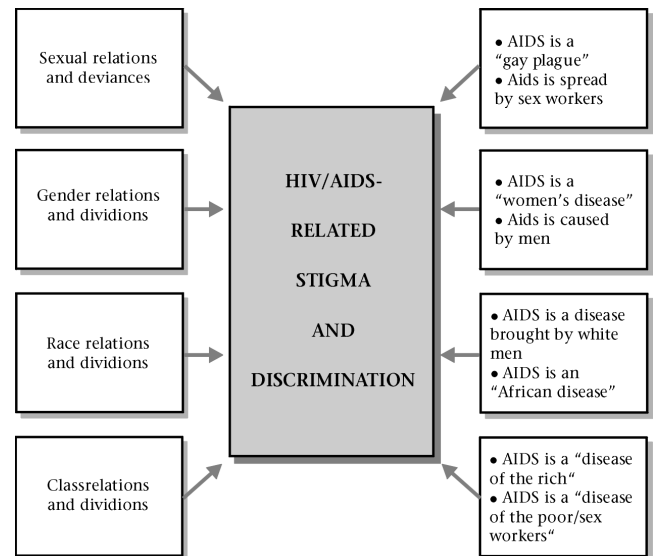 Sexual relations
and deviances
Gender relations
and dividions
Race relations
and dividions
Classrelations
and dividions
HIV/AIDS-
RELATED
STIGMA
AND
DISCRIMINATION
● AIDS is a
“gay plague”
● Aids is spread
by sex workers
● AIDS is a
“women’s disease”
● Aids is caused
by men
● AIDS is a disease
brought by white
men
● AIDS is an
“African disease”
● AIDS is a “disease
of the rich“
● AIDS is a “disease
of the poor/sex
workers“